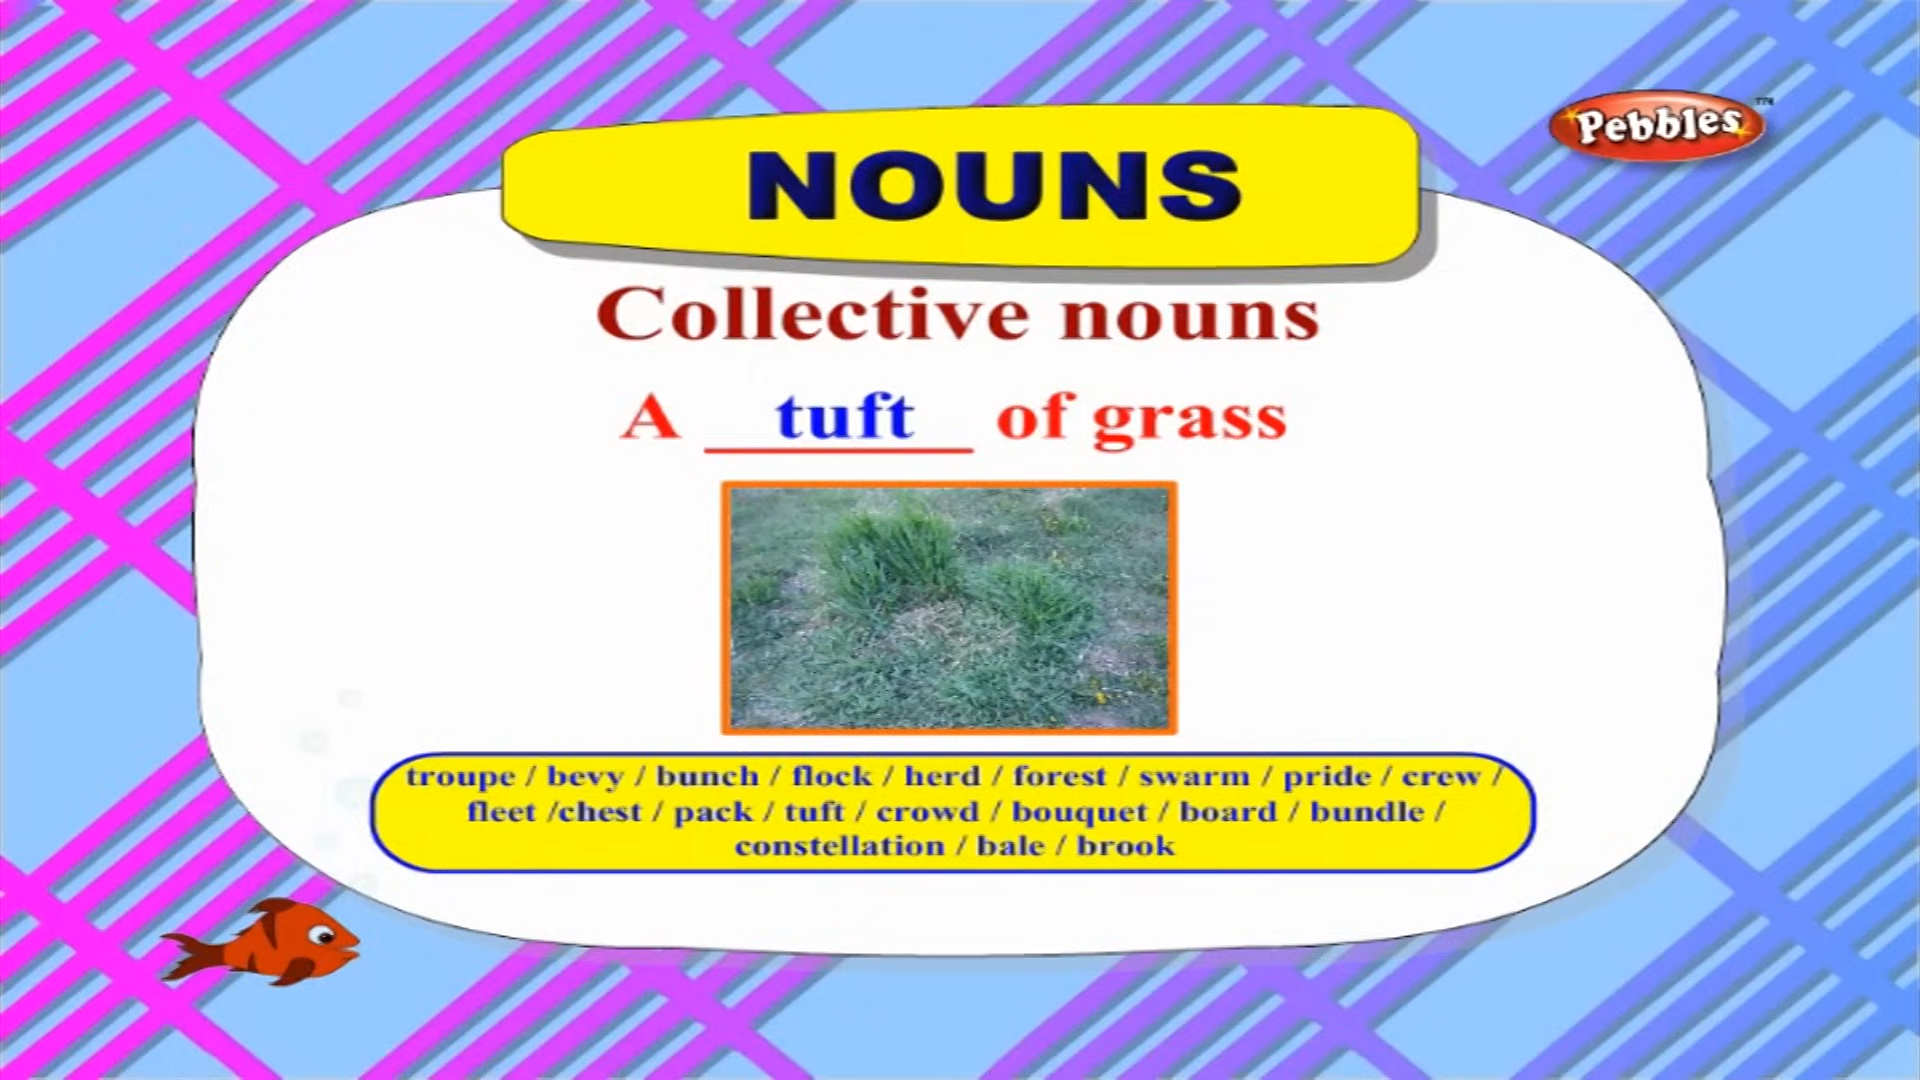 Pebbles™
NOUNS
Collective nouns
A tuft of grass
troupe / bevy / bunch / flock / herd / forest / swarm / pride / crew /
fleet /chest / pack / tuft / crowd / bouquet / board / bundle /
constellation / bale / brook